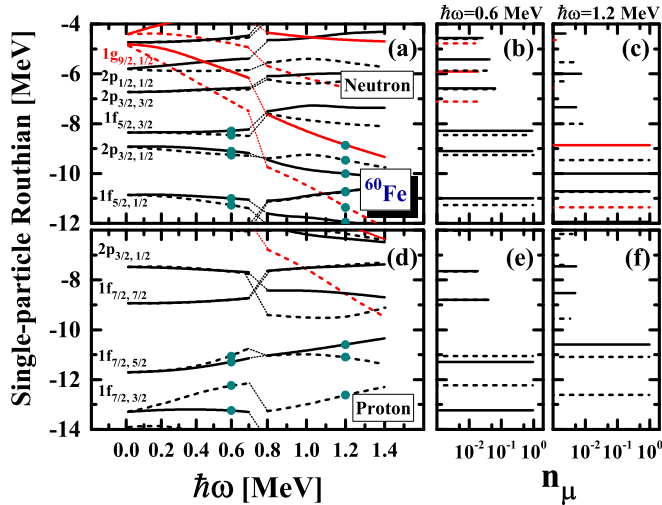 ħω=0.6 MeV ħω=1.2 MeV
Single-particle Routhian [MeV]
-4
-6
-8
-10
-12
(a)
1g9/2, 1/2
2p1/2, 1/2
2p3/2, 3/2
1f5/2, 3/2
2p3/2, 1/2
1f5/2, 1/2
Neutron
60Fe
(b)
(c)
-8
-10
-12
-14
(d)
2p3/2, 1/2
1f7/2, 7/2
1f7/2, 5/2
1f7/2, 3/2
Proton
(e)
(f)
0.0 0.2 0.4 0.6 0.8 1.0 1.2 1.4
10-2 10-1 100 10-2 10-1 100
ħω [MeV]
nμ